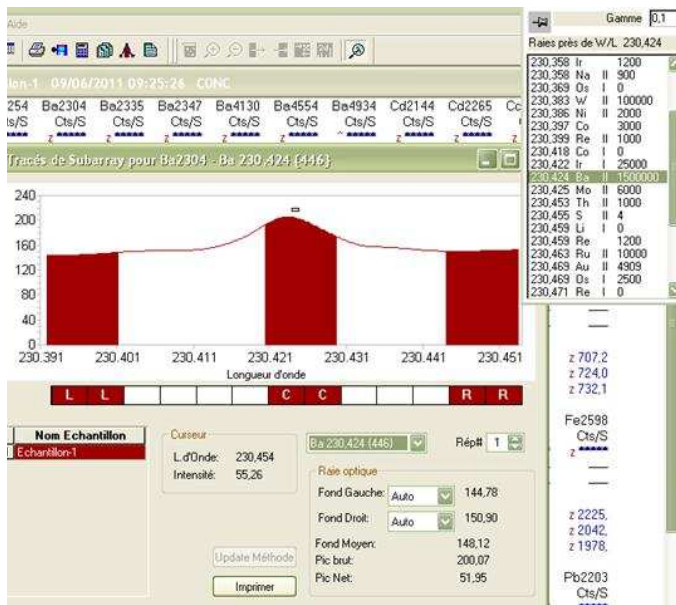 Aide
Gamme 0,1
Raies près de W/L 230,424
230,358 Ir 1200
230,358 Na II 900
230,369 Os I 0
230,383 W II 100000
230,386 Ni II 2000
230,397 Co 3000
230,399 Re II 1000
230,418 Co I 0
230,422 Ir I 25000
230,424 Ba II 1500000
230,425 Mo II 6000
230,453 Th II 1000
230,455 S II 4
230,459 Li I 0
230,459 Re 1200
230,463 Ru II 10000
230,469 Au II 4909
230,469 Os I 2500
230,471 Re I 0
lon-1 09/06/2011 09:25:26 CONC
254 Ba2304 Ba2335 Ba2347 Ba4130 Ba4554 Ba4934 Cd2144 Cd2265 Cc
s/S Cts/S Cts/S Cts/S Cts/S Cts/S Cts/S Cts/S Cts/S C
**** z ***** z ***** z ***** z ***** z ***** ^ ***** z ***** z ***** z
Tracés de Subarray pour Ba2304 - Ba 230,424 {446}
240
200
160
120
80
40
0
230.391 230.401 230.411 230.421 230.431 230.441 230.451
Longueur d'onde
L L C C R R
Nom Echantillon
Echantillon-1
Curseur
L.d'Onde: 230,454
Intensité: 55,26
Ba 230,424 {446}
Rép# 1
Raie optique
Fond Gauche: Auto 144,78
Fond Droit: Auto 150,90
Fond Moyen: 148,12
Pic brut: 200,07
Pic Net: 51,95
Update Méthode
Imprimer
z 707,2
z 724,0
z 732,1
Fe2598
Cts/S
z *****
z 2225,
z 2042,
z 1978,
Pb2203
Cts/S